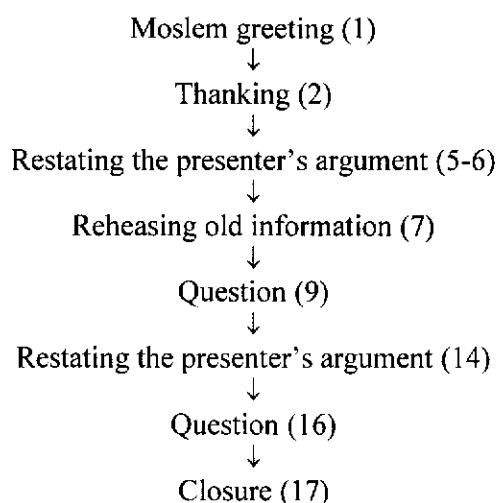 Moslem greeting (1)
↓
Thanking (2)
↓
Restating the presenter's argument (5-6)
↓
Reheasing old information (7)
↓
Question (9)
↓
Restating the presenter's argument (14)
↓
Question (16)
↓
Closure (17)